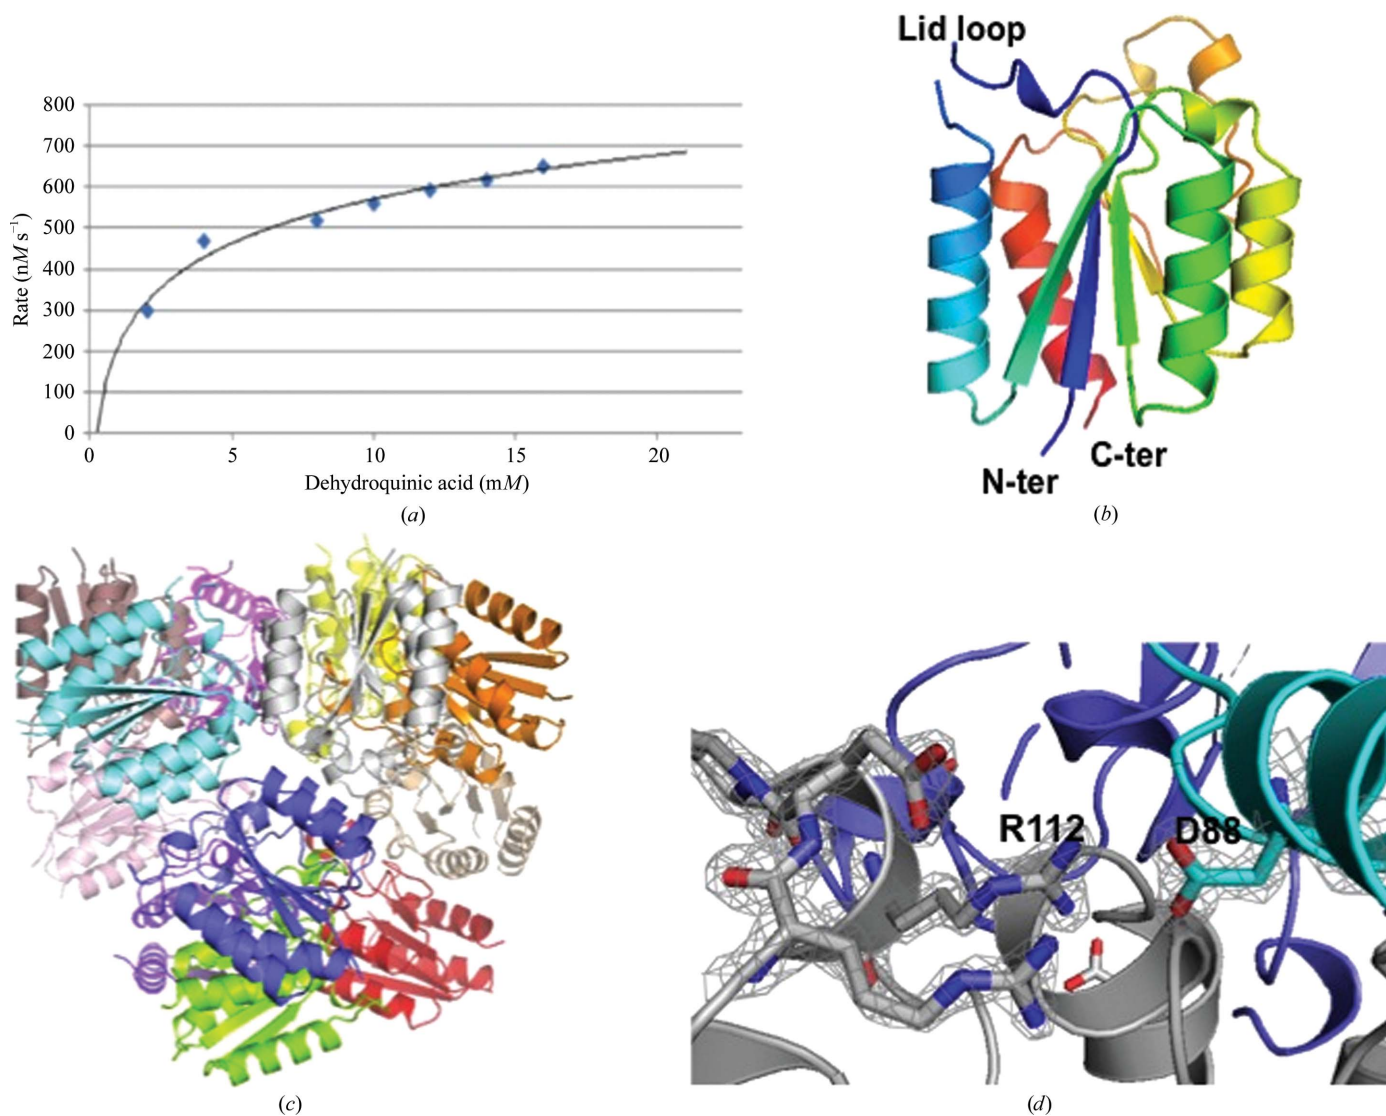 800
700
600
500
400
300
200
100
0
Rate (nM s⁻¹)
0 5 10 15 20
Dehydroquinic acid (mM)
(a)
Lid loop
C-ter
N-ter
(b)
(c)
R112 D88
(d)